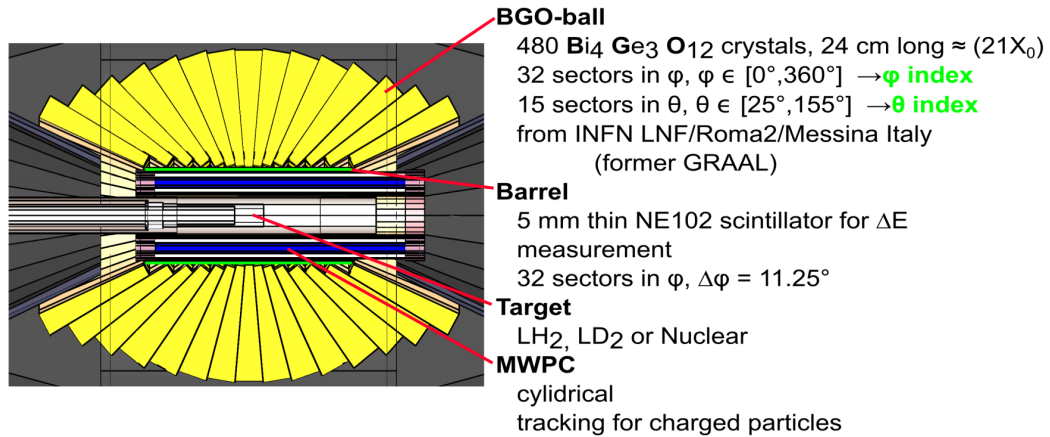 BGO-ball
480 Bi4 Ge3 O12 crystals, 24 cm long ≈ (21X0)
32 sectors in φ, φ ϵ [0°,360°] →φ index
15 sectors in θ, θ ϵ [25°,155°] →θ index
from INFN LNF/Roma2/Messina Italy
(former GRAAL)
Barrel
5 mm thin NE102 scintillator for ΔE
measurement
32 sectors in φ, Δφ = 11.25°
Target
LH2, LD2 or Nuclear
MWPC
cylidrical
tracking for charged particles